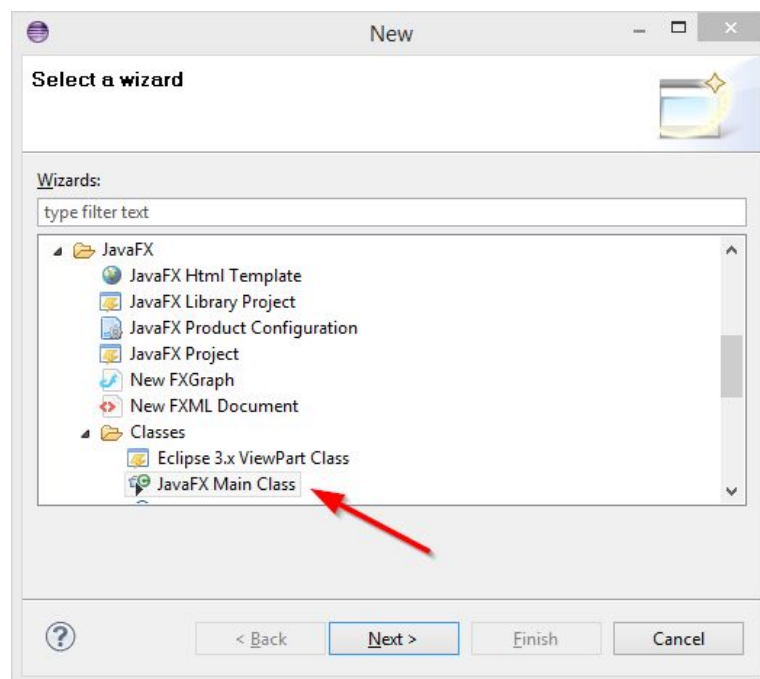 New
Select a wizard
Wizards:
type filter text
JavaFX
JavaFX Html Template
JavaFX Library Project
JavaFX Product Configuration
JavaFX Project
New FXGraph
New FXML Document
Classes
Eclipse 3.x ViewPart Class
JavaFX Main Class
? < Back Next > Finish Cancel